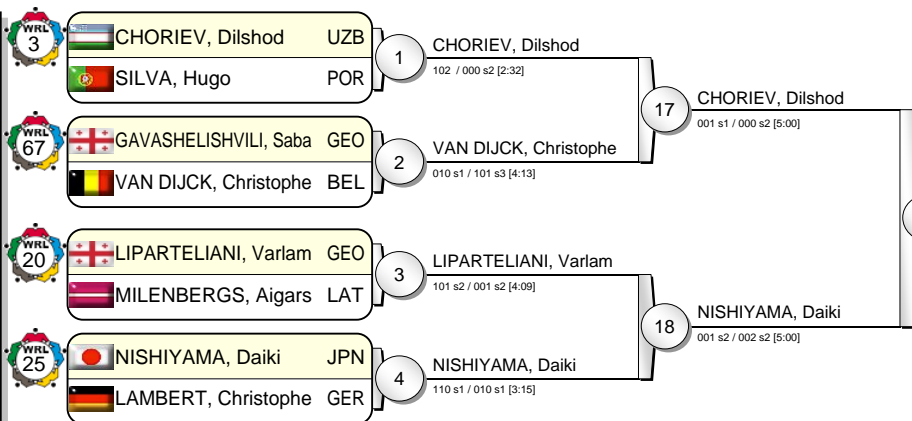 WRL
3
CHORIEV, Dilshod UZB
SILVA, Hugo POR
1
CHORIEV, Dilshod
102 / 000 s2 [2:32]
WRL
67
GAVASHELISHVILI, Saba GEO
VAN DIJCK, Christophe BEL
2
VAN DIJCK, Christophe
010 s1 / 101 s3 [4:13]
17
CHORIEV, Dilshod
001 s1 / 000 s2 [5:00]
WRL
20
LIPARTELIANI, Varlam GEO
MILENBERGS, Aigars LAT
3
LIPARTELIANI, Varlam
101 s2 / 001 s2 [4:09]
WRL
25
NISHIYAMA, Daiki JPN
LAMBERT, Christophe GER
4
NISHIYAMA, Daiki
110 s1 / 010 s1 [3:15]
18
NISHIYAMA, Daiki
001 s2 / 002 s2 [5:00]